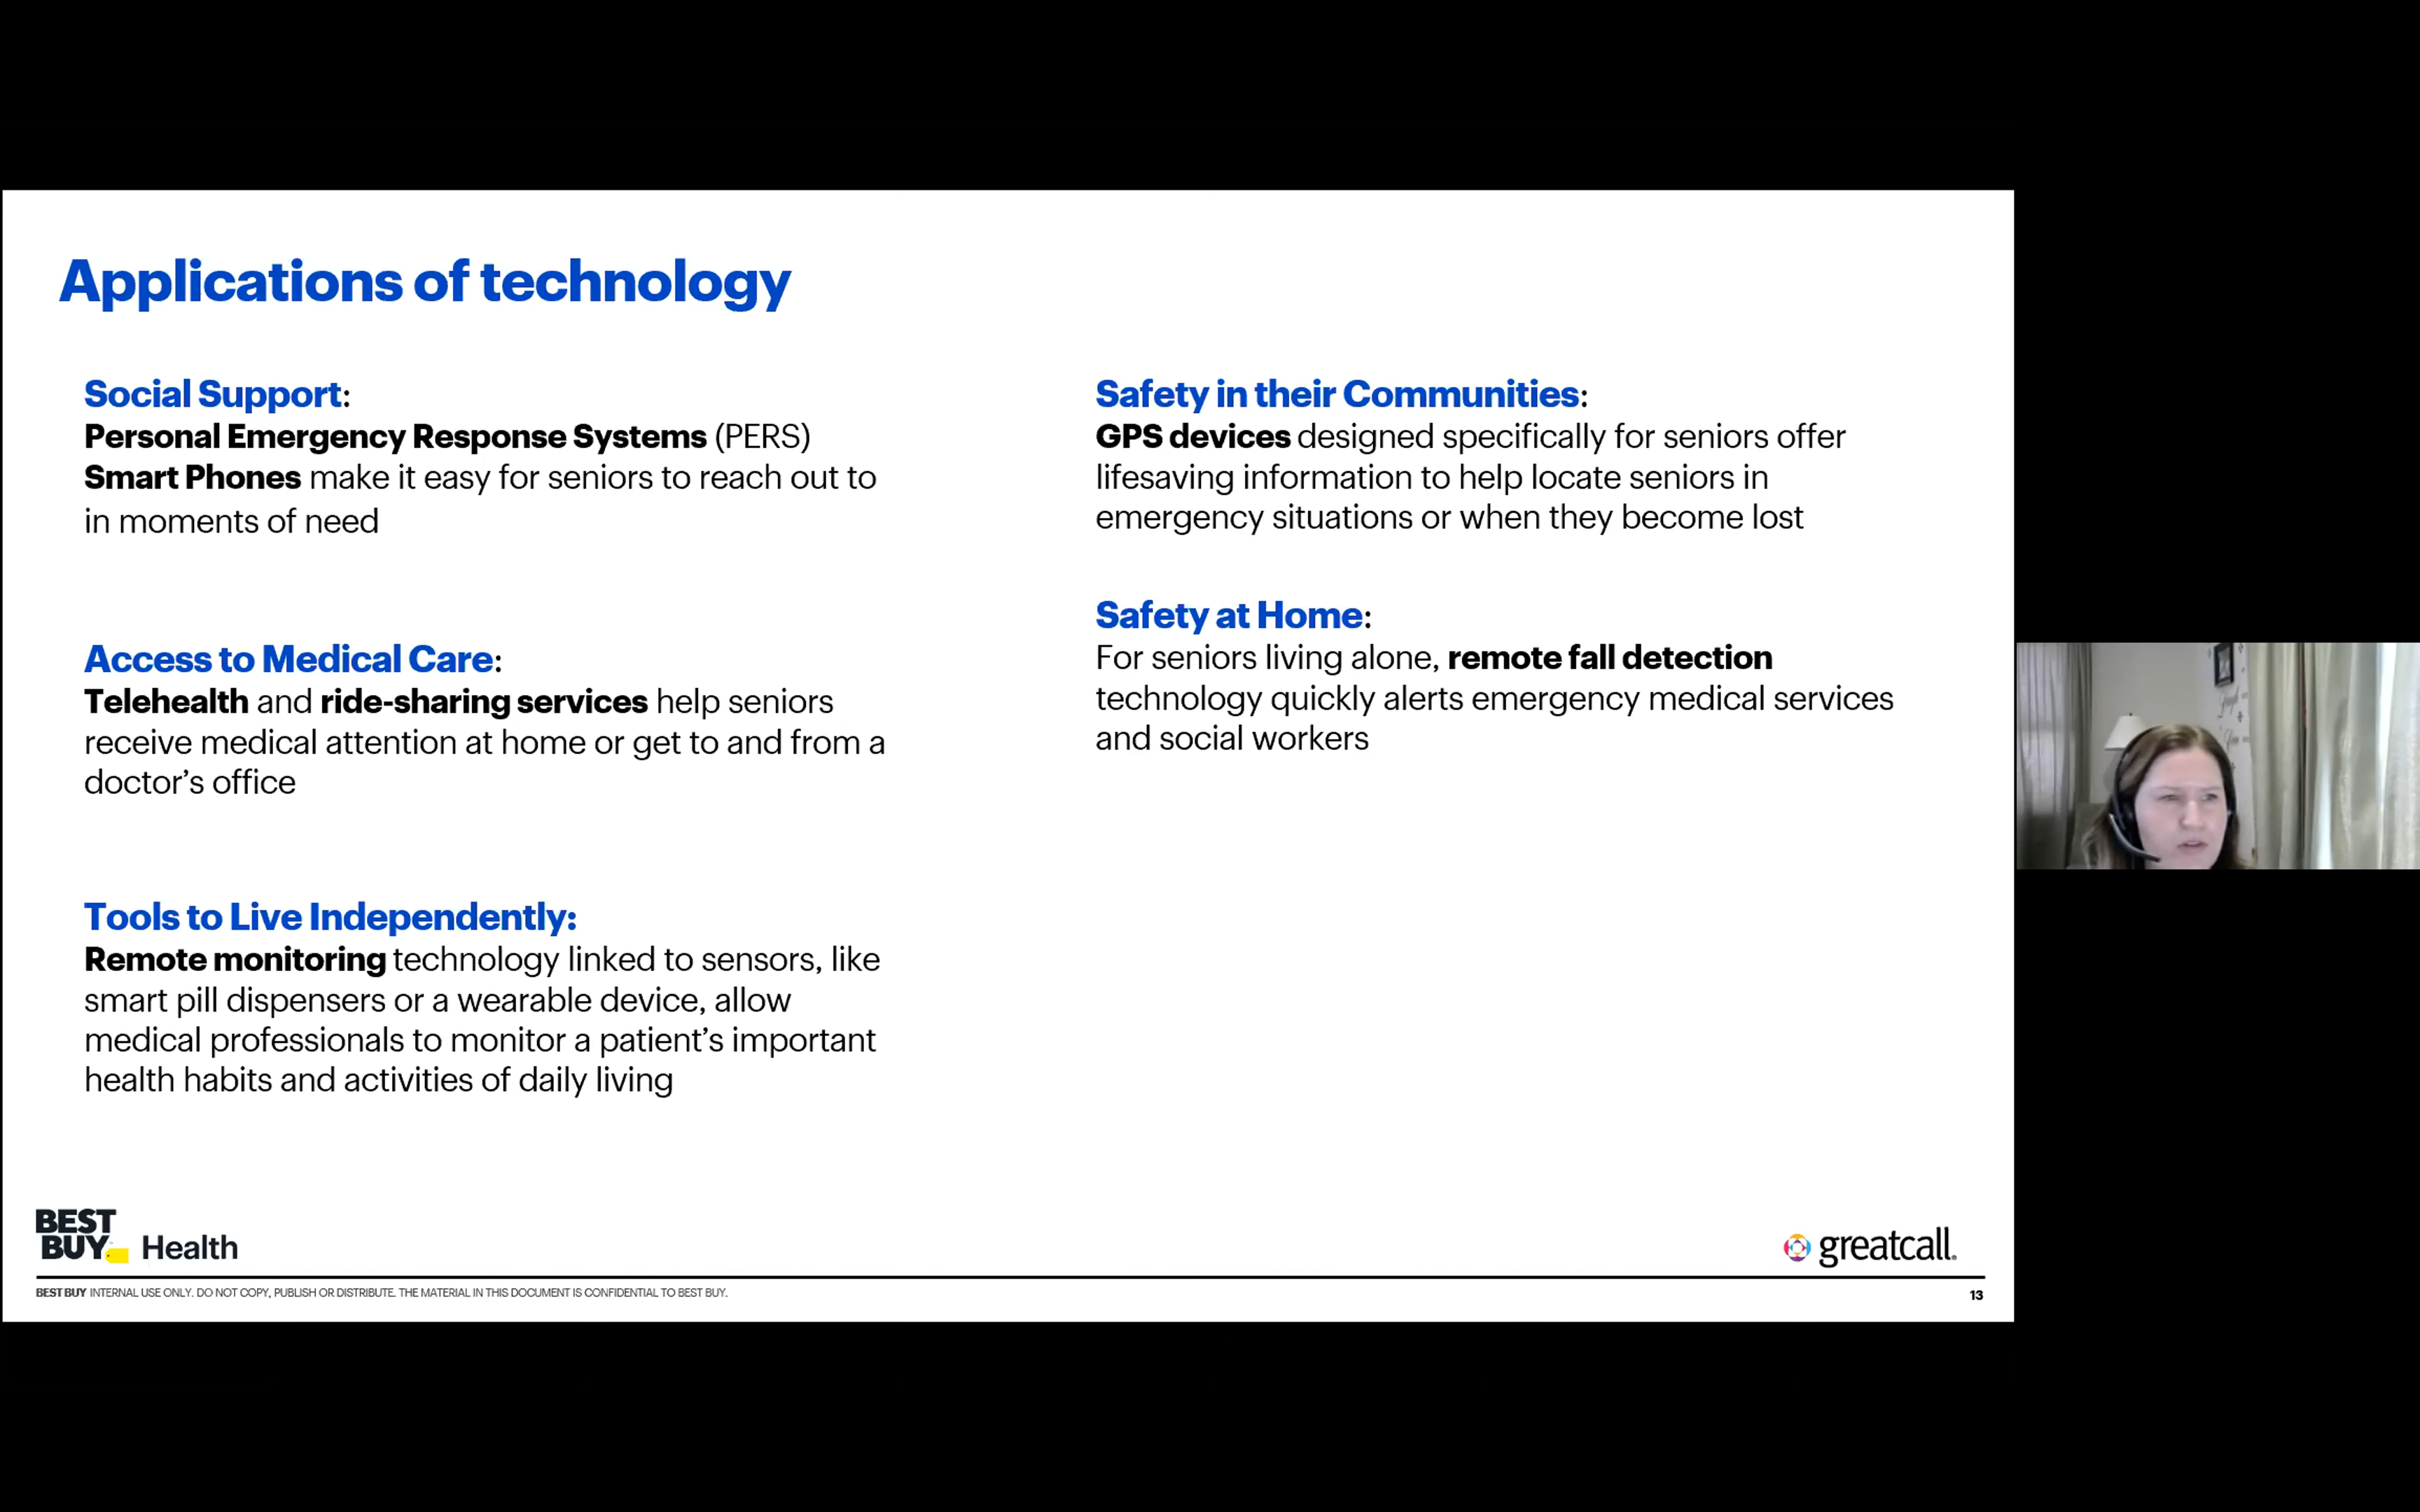 Applications of technology
Social Support:
Personal Emergency Response Systems (PERS)
Smart Phones make it easy for seniors to reach out to
in moments of need
Access to Medical Care:
Telehealth and ride-sharing services help seniors
receive medical attention at home or get to and from a
doctor's office
Tools to Live Independently:
Remote monitoring technology linked to sensors, like
smart pill dispensers or a wearable device, allow
medical professionals to monitor a patient's important
health habits and activities of daily living
Safety in their Communities:
GPS devices designed specifically for seniors offer
lifesaving information to help locate seniors in
emergency situations or when they become lost
Safety at Home:
For seniors living alone, remote fall detection
technology quickly alerts emergency medical services
and social workers
BEST
BUY Health
greatcall.
BEST BUY INTERNAL USE ONLY. DO NOT COPY, PUBLISH OR DISTRIBUTE. THE MATERIAL IN THIS DOCUMENT IS CONFIDENTIAL TO BEST BUY.
13